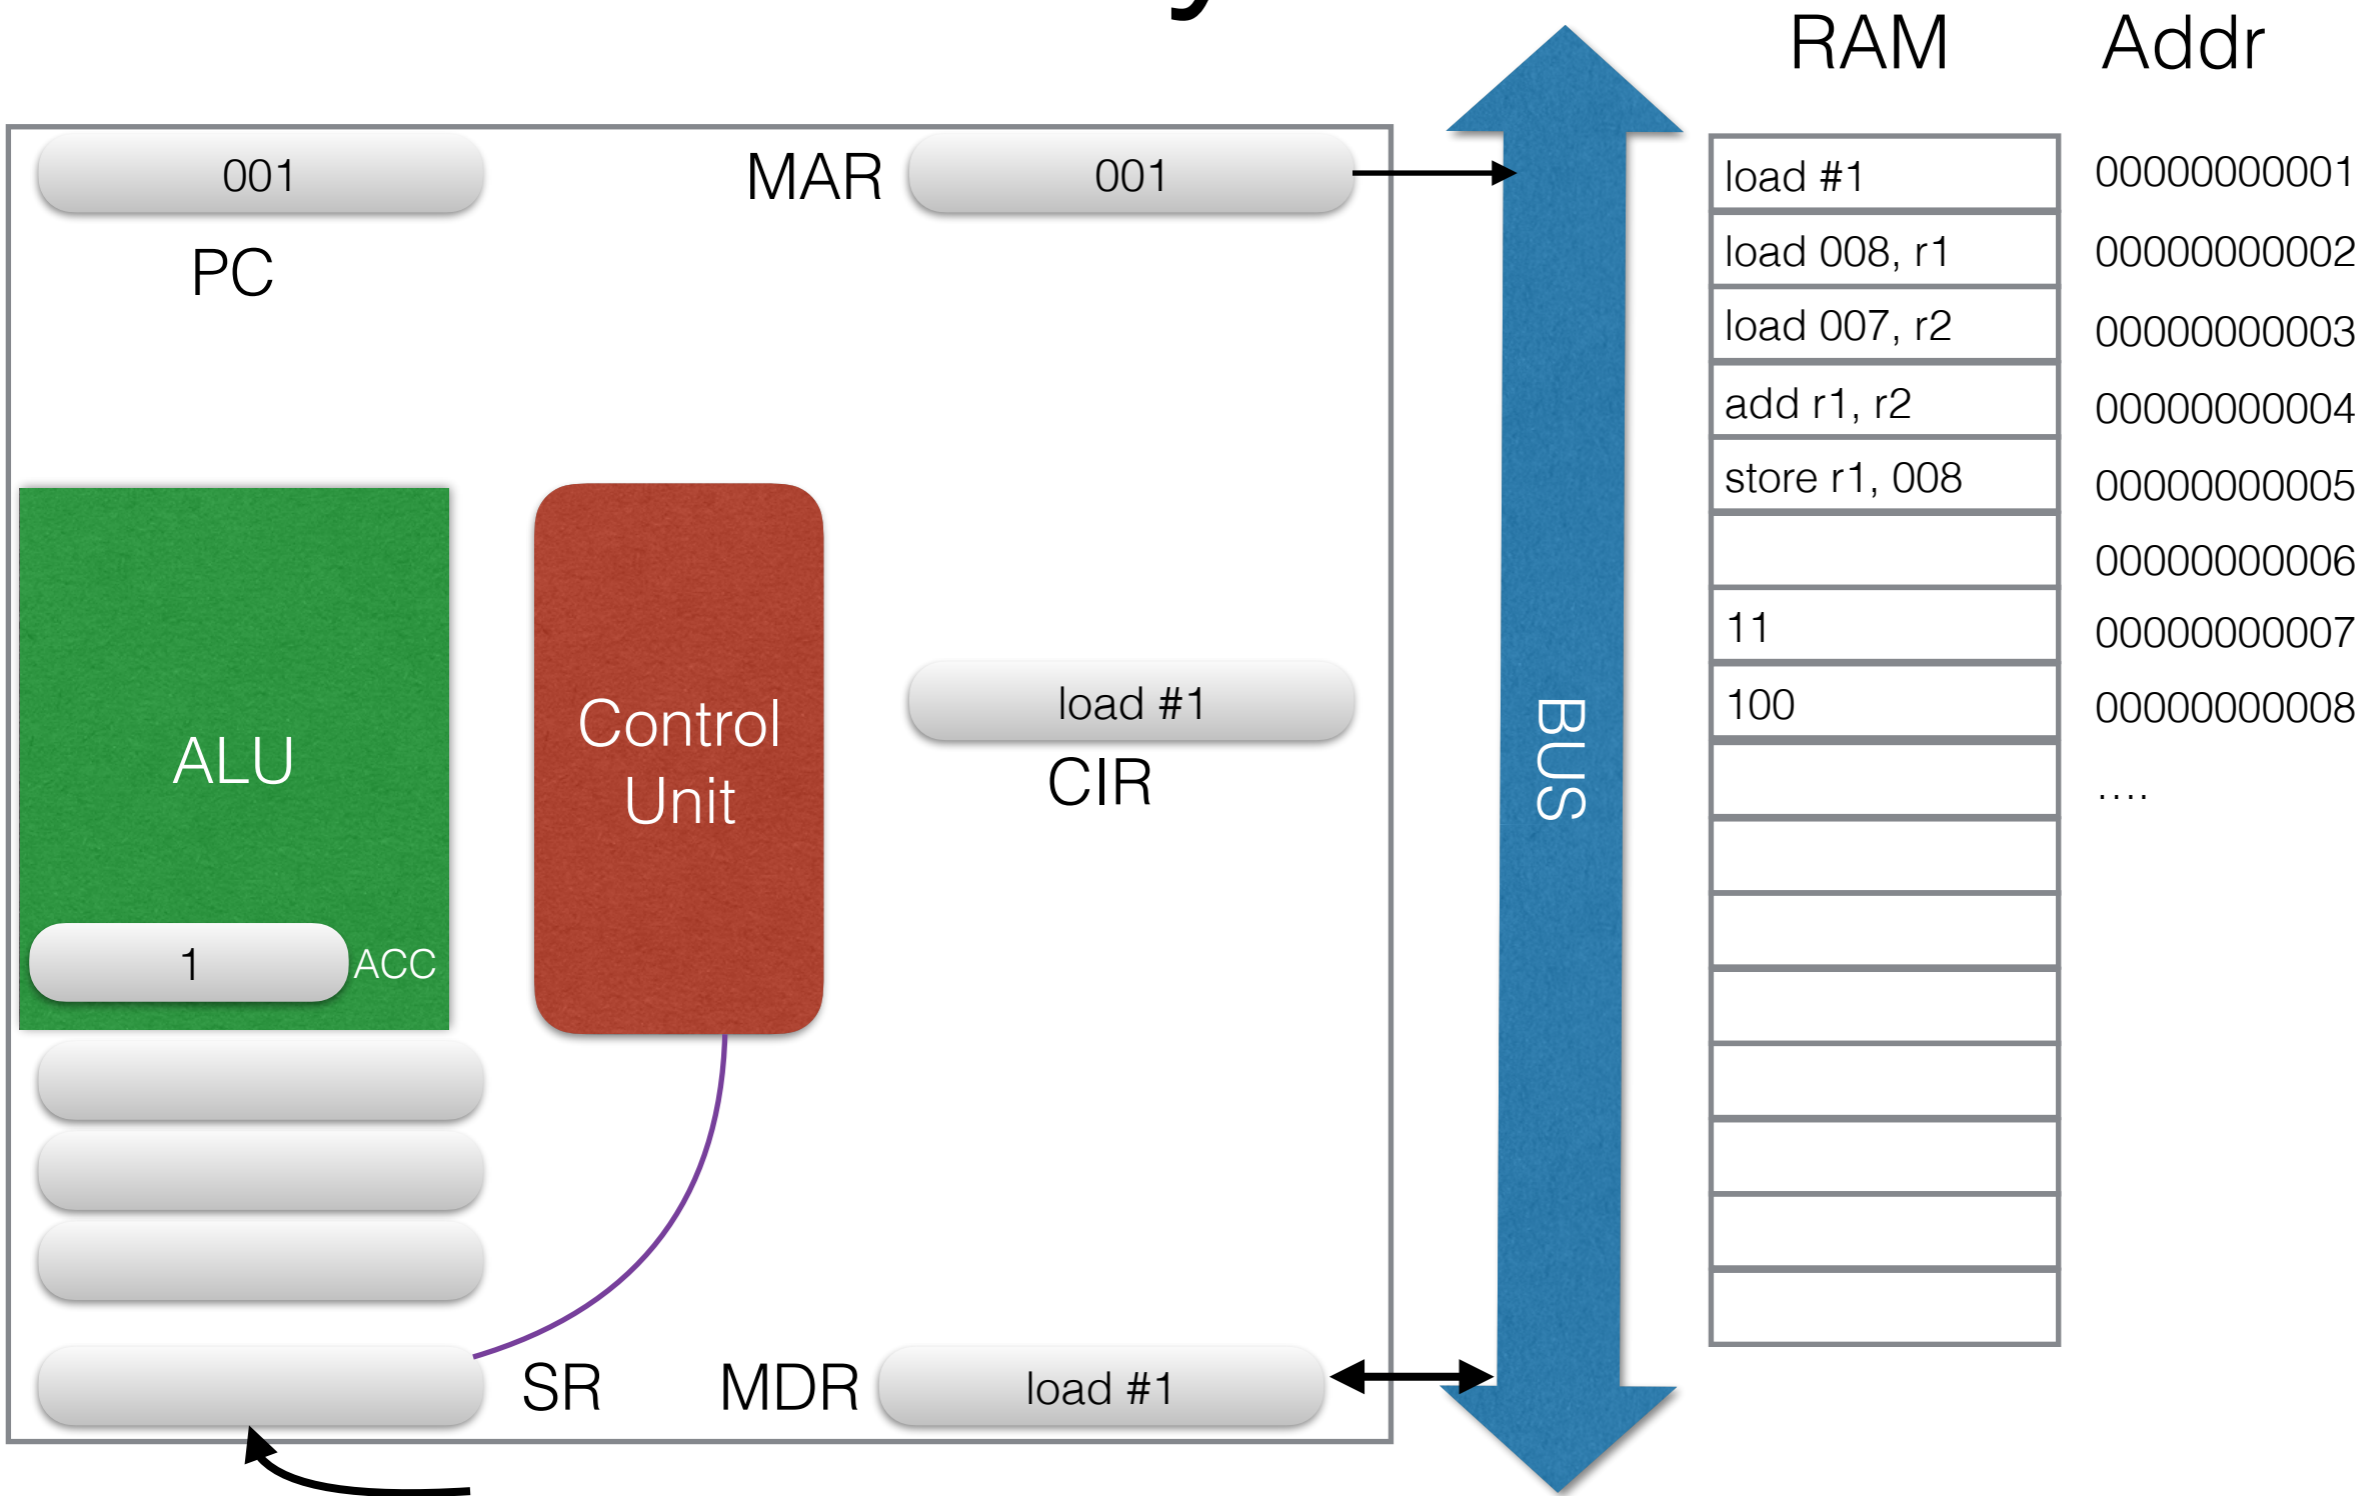 RAM Addr
001
PC
MAR 001
load #1 00000000001
load 008, r1 00000000002
load 007, r2 00000000003
add r1, r2 00000000004
store r1, 008 00000000005
00000000006
11 00000000007
100 00000000008
....
ALU
1 ACC
Control
Unit
load #1
CIR
BUS
SR
MDR load #1